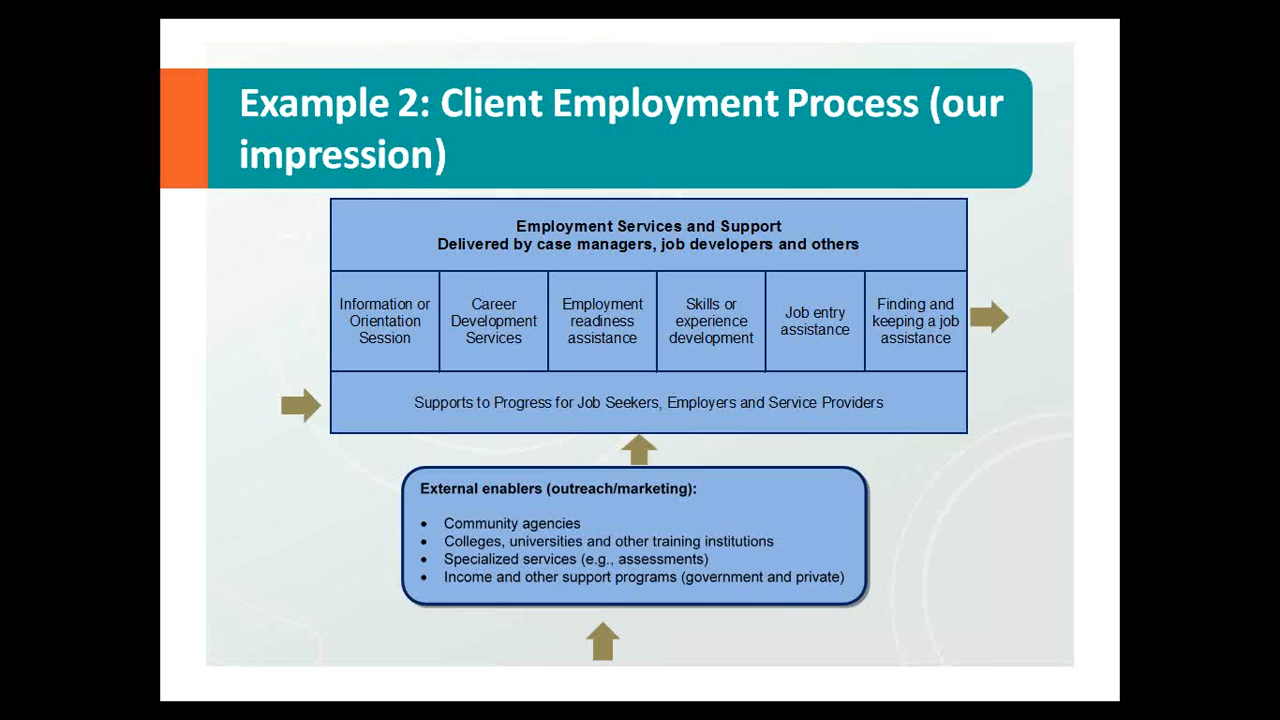 Example 2: Client Employment Process (our
impression)
Employment Services and Support
Delivered by case managers, job developers and others
Information or
Orientation
Session
Career
Development
Services
Employment
readiness
assistance
Skills or
experience
development
Job entry
assistance
Finding and
keeping a job
assistance
Supports to Progress for Job Seekers, Employers and Service Providers
External enablers (outreach/marketing):
• Community agencies
• Colleges, universities and other training institutions
• Specialized services (e.g., assessments)
• Income and other support programs (government and private)